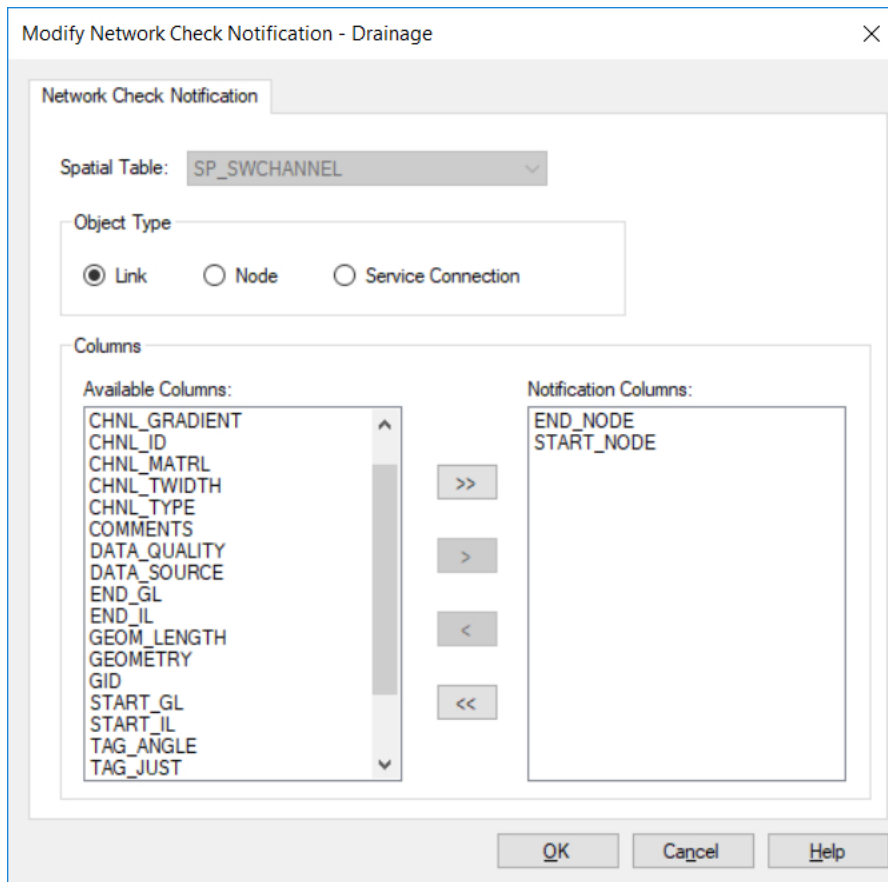 Modify Network Check Notification - Drainage
Network Check Notification
Spatial Table: SP_SWCHANNEL
Object Type
Link Node Service Connection
Columns
Available Columns:
CHNL_GRADIENT
CHNL_ID
CHNL_MATRL
CHNL_TWIDTH
CHNL_TYPE
COMMENTS
DATA_QUALITY
DATA_SOURCE
END_GL
END_IL
GEOM_LENGTH
GEOMETRY
GID
START_GL
START_IL
TAG_ANGLE
TAG_JUST
>>
>
<
<<
Notification Columns:
END_NODE
START_NODE
OK Cancel Help